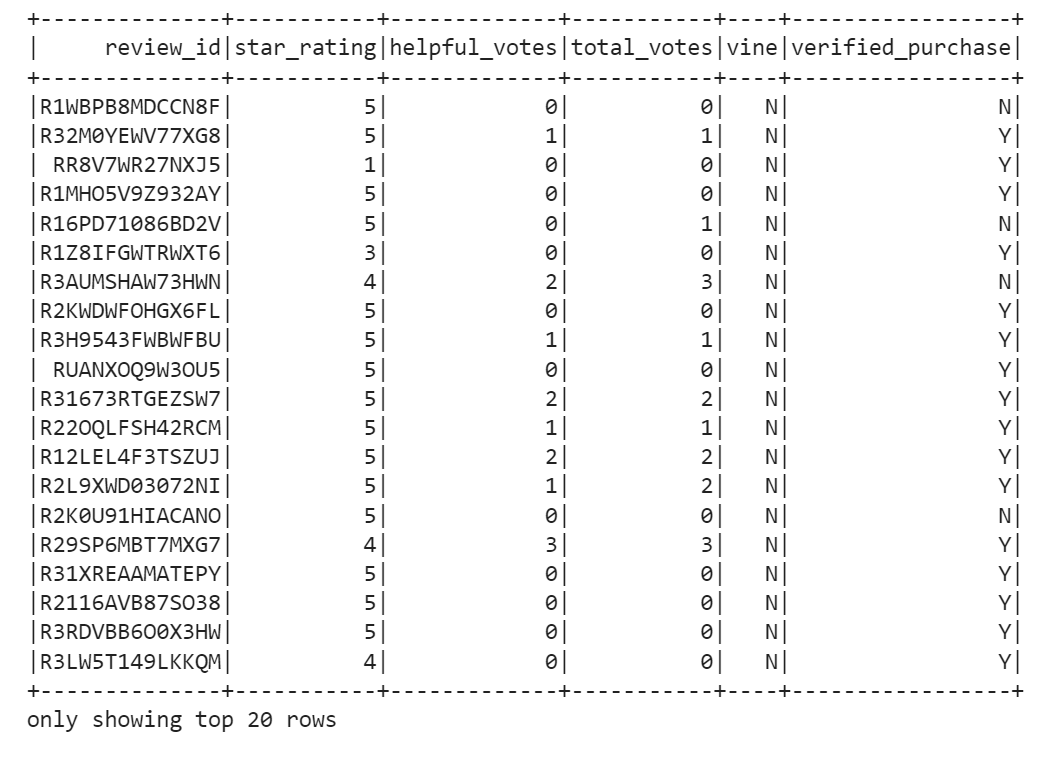 +--------------+-----------+-------------+-----------+----+-----------------+
|     review_id|star_rating|helpful_votes|total_votes|vine|verified_purchase|
+--------------+-----------+-------------+-----------+----+-----------------+
|R1WBPB8MDCCN8F|          5|            0|          0|   N|                N|
|R32M0YEWV77XG8|          5|            1|          1|   N|                Y|
| RR8V7WR27NXJ5|          1|            0|          0|   N|                Y|
|R1MHO5V9Z932AY|          5|            0|          0|   N|                Y|
|R16PD71086BD2V|          5|            0|          1|   N|                N|
|R1Z8IFGWTRWXT6|          3|            0|          0|   N|                Y|
|R3AUMSHAW73HWN|          4|            2|          3|   N|                N|
|R2KWDWFOHGX6FL|          5|            0|          0|   N|                Y|
|R3H9543FWBWFBU|          5|            1|          1|   N|                Y|
| RUANXOQ9W3OU5|          5|            0|          0|   N|                Y|
|R31673RTGEZSW7|          5|            2|          2|   N|                Y|
|R22OQLFSH42RCM|          5|            1|          1|   N|                Y|
|R12LEL4F3TSZUJ|          5|            2|          2|   N|                Y|
|R2L9XWD03072NI|          5|            1|          2|   N|                Y|
|R2K0U91HIACANO|          5|            0|          0|   N|                N|
|R29SP6MBT7MXG7|          4|            3|          3|   N|                Y|
|R31XREAAMATEPY|          5|            0|          0|   N|                Y|
|R2116AVB87SO38|          5|            0|          0|   N|                Y|
|R3RDVBB6O0X3HW|          5|            0|          0|   N|                Y|
|R3LW5T149LKKQM|          4|            0|          0|   N|                Y|
+--------------+-----------+-------------+-----------+----+-----------------+
only showing top 20 rows